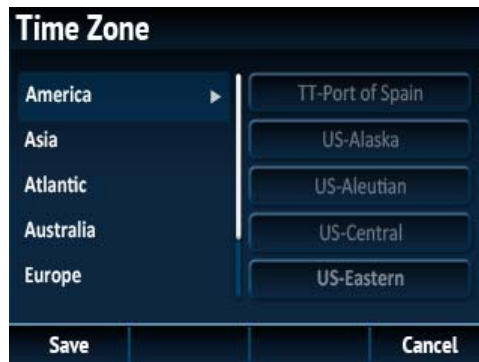 Time Zone
America
Asia
Atlantic
Australia
Europe
TT-Port of Spain
US-Alaska
US-Aleutian
US-Central
US-Eastern
Save
Cancel